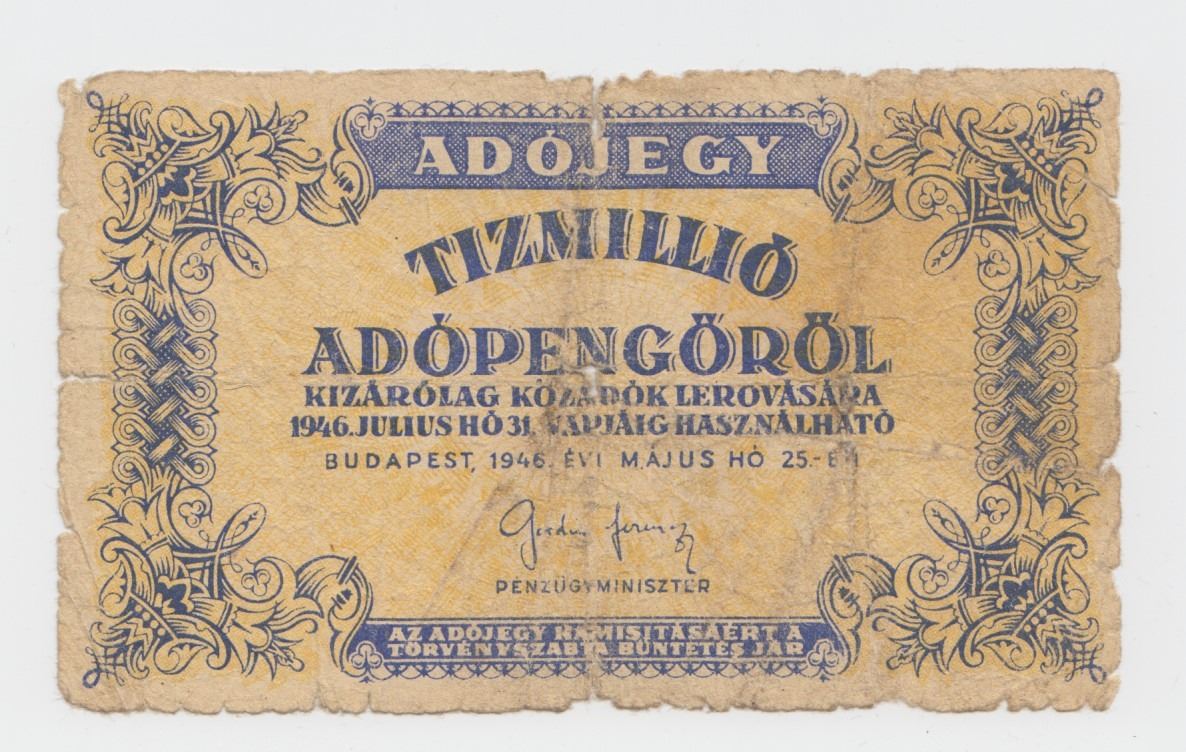 ADÓJEGY
TIZMILLIÓ
ADÓPENGŐRŐL
KIZÁRÓLAG KÖZADÓK LEROVÁSÁRA
1946. JULIUS HÓ 31. NAPJÁIG HASZNÁLHATÓ
BUDAPEST, 1946. ÉVI MÁJUS HÓ 25.-ÉN
Gordon Ferenc
PÉNZÜGYMINISZTER
AZ ADÓJEGY HAMISITÁSÁÉRT A
TÖRVÉNYSZABTA BÜNTETÉS JÁR